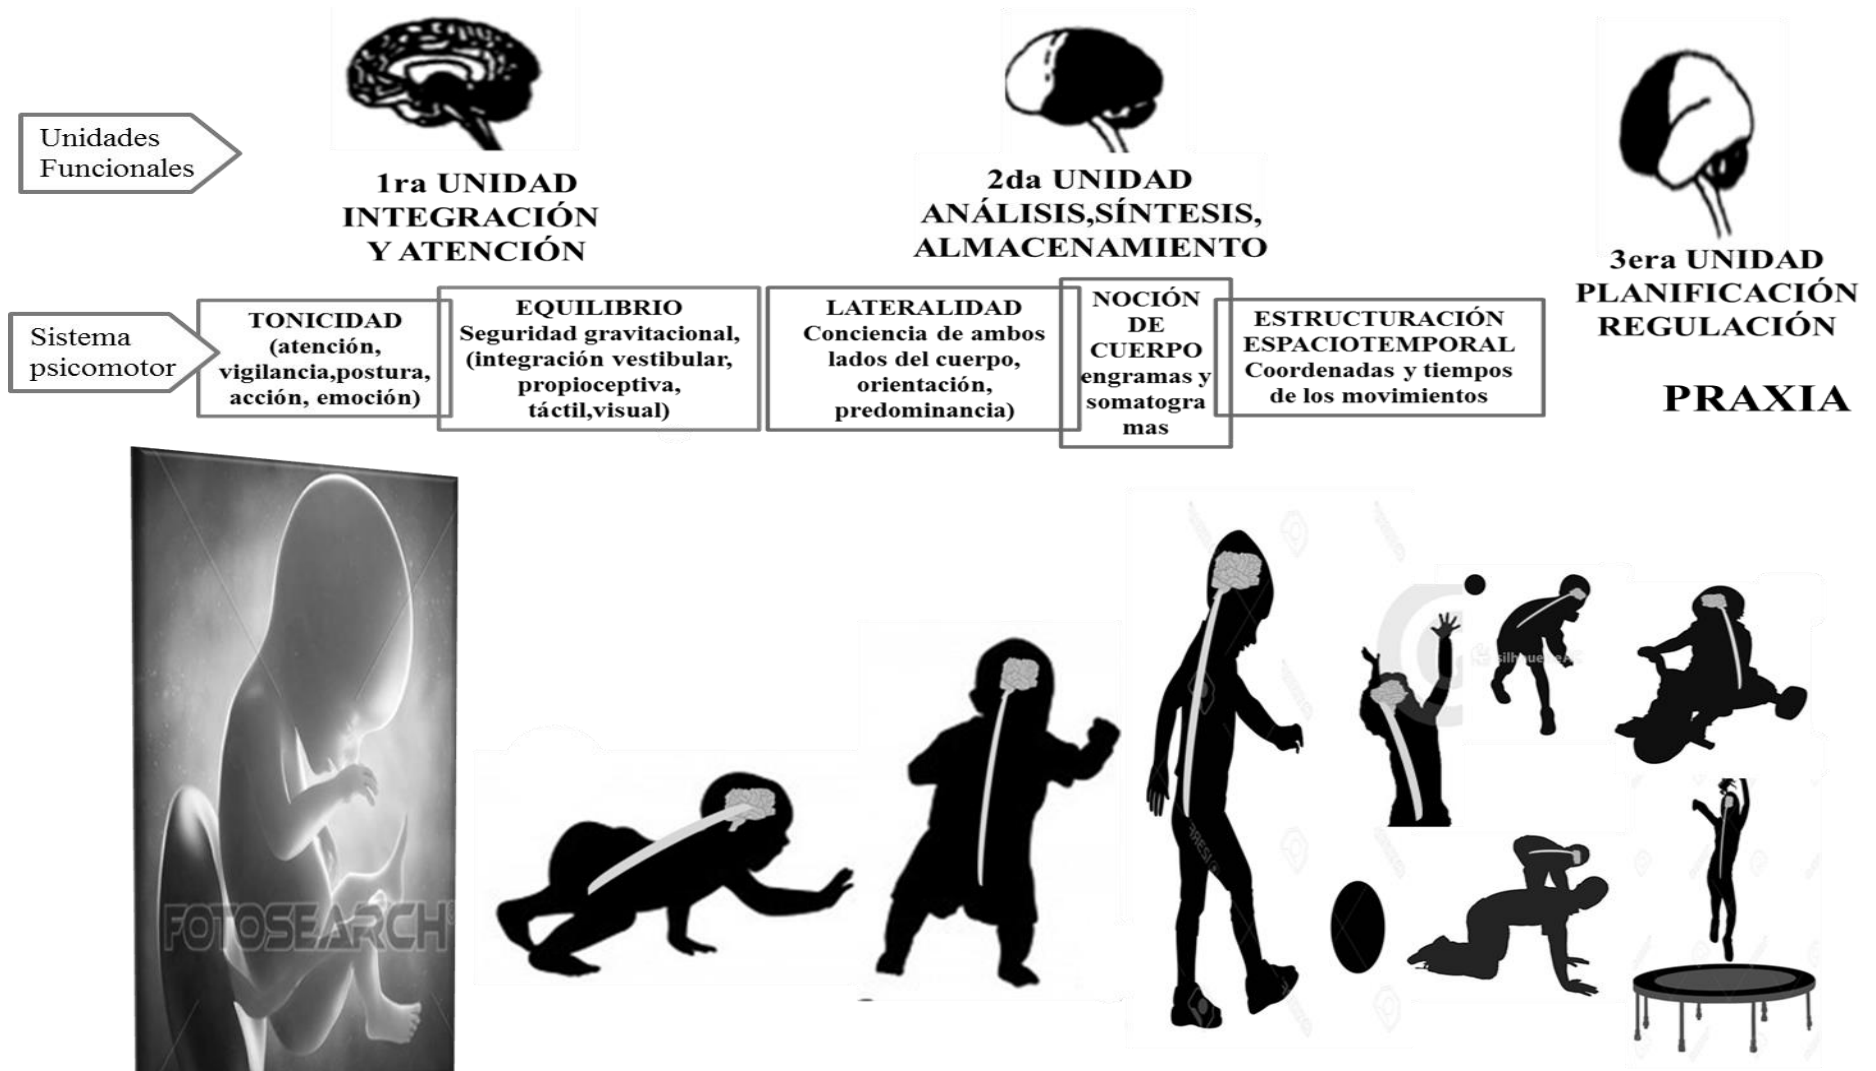 Unidades
Funcionales
1ra UNIDAD
INTEGRACIÓN
Y ATENCIÓN
2da UNIDAD
ANÁLISIS,SÍNTESIS,
ALMACENAMIENTO
3era UNIDAD
PLANIFICACIÓN
REGULACIÓN
Sistema
psicomotor
TONICIDAD
(atención,
vigilancia,postura,
acción, emoción)
EQUILIBRIO
Seguridad gravitacional,
(integración vestibular,
propioceptiva,
táctil,visual)
LATERALIDAD
Conciencia de ambos
lados del cuerpo,
orientación,
predominancia)
NOCIÓN
DE
CUERPO
engramas y
somatogra
mas
ESTRUCTURACIÓN
ESPACIOTEMPORAL
Coordenadas y tiempos
de los movimientos
PRAXIA
FOTOSEARCH